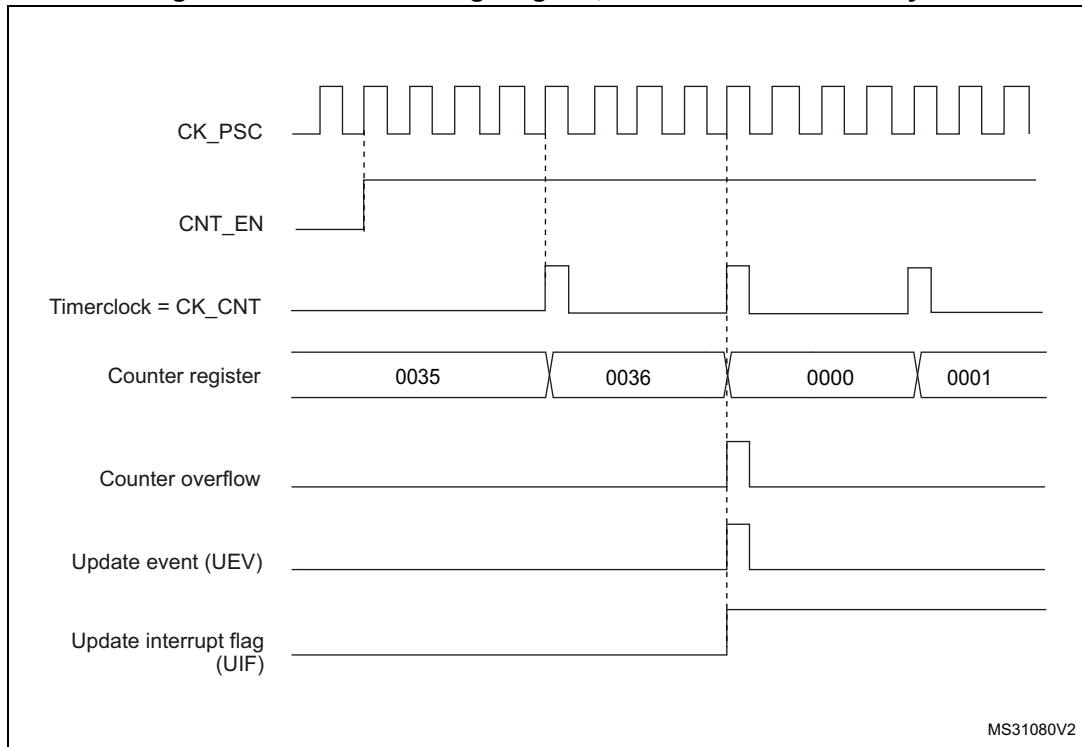 CK_PSC
CNT_EN
Timerclock = CK_CNT
Counter register
0035
0036
0000
0001
Counter overflow
Update event (UEV)
Update interrupt flag
(UIF)
MS31080V2